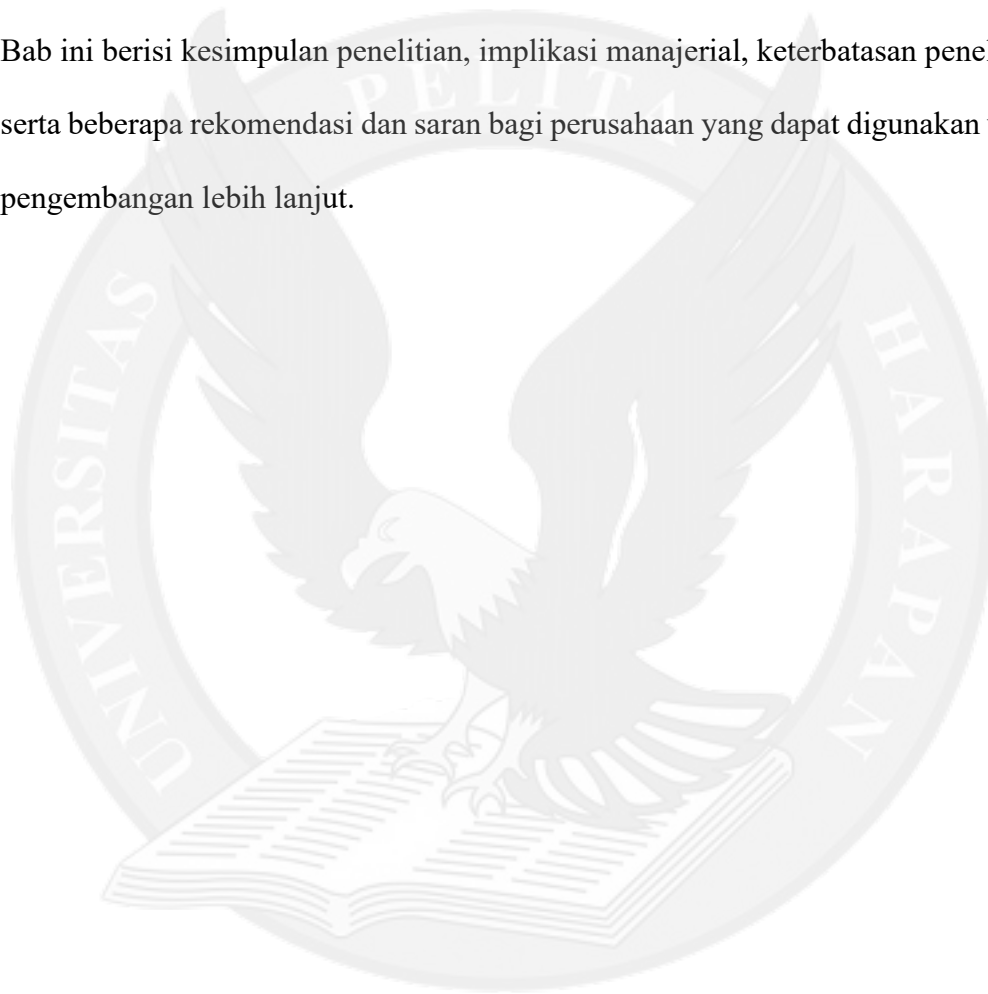 Bab ini berisi kesimpulan penelitian, implikasi manajerial, keterbatasan
serta beberapa rekomendasi dan saran bagi perusahaan yang dapat digunakan
pengembangan lebih lanjut.
UNIVERSITAS PELITA HARAPAN